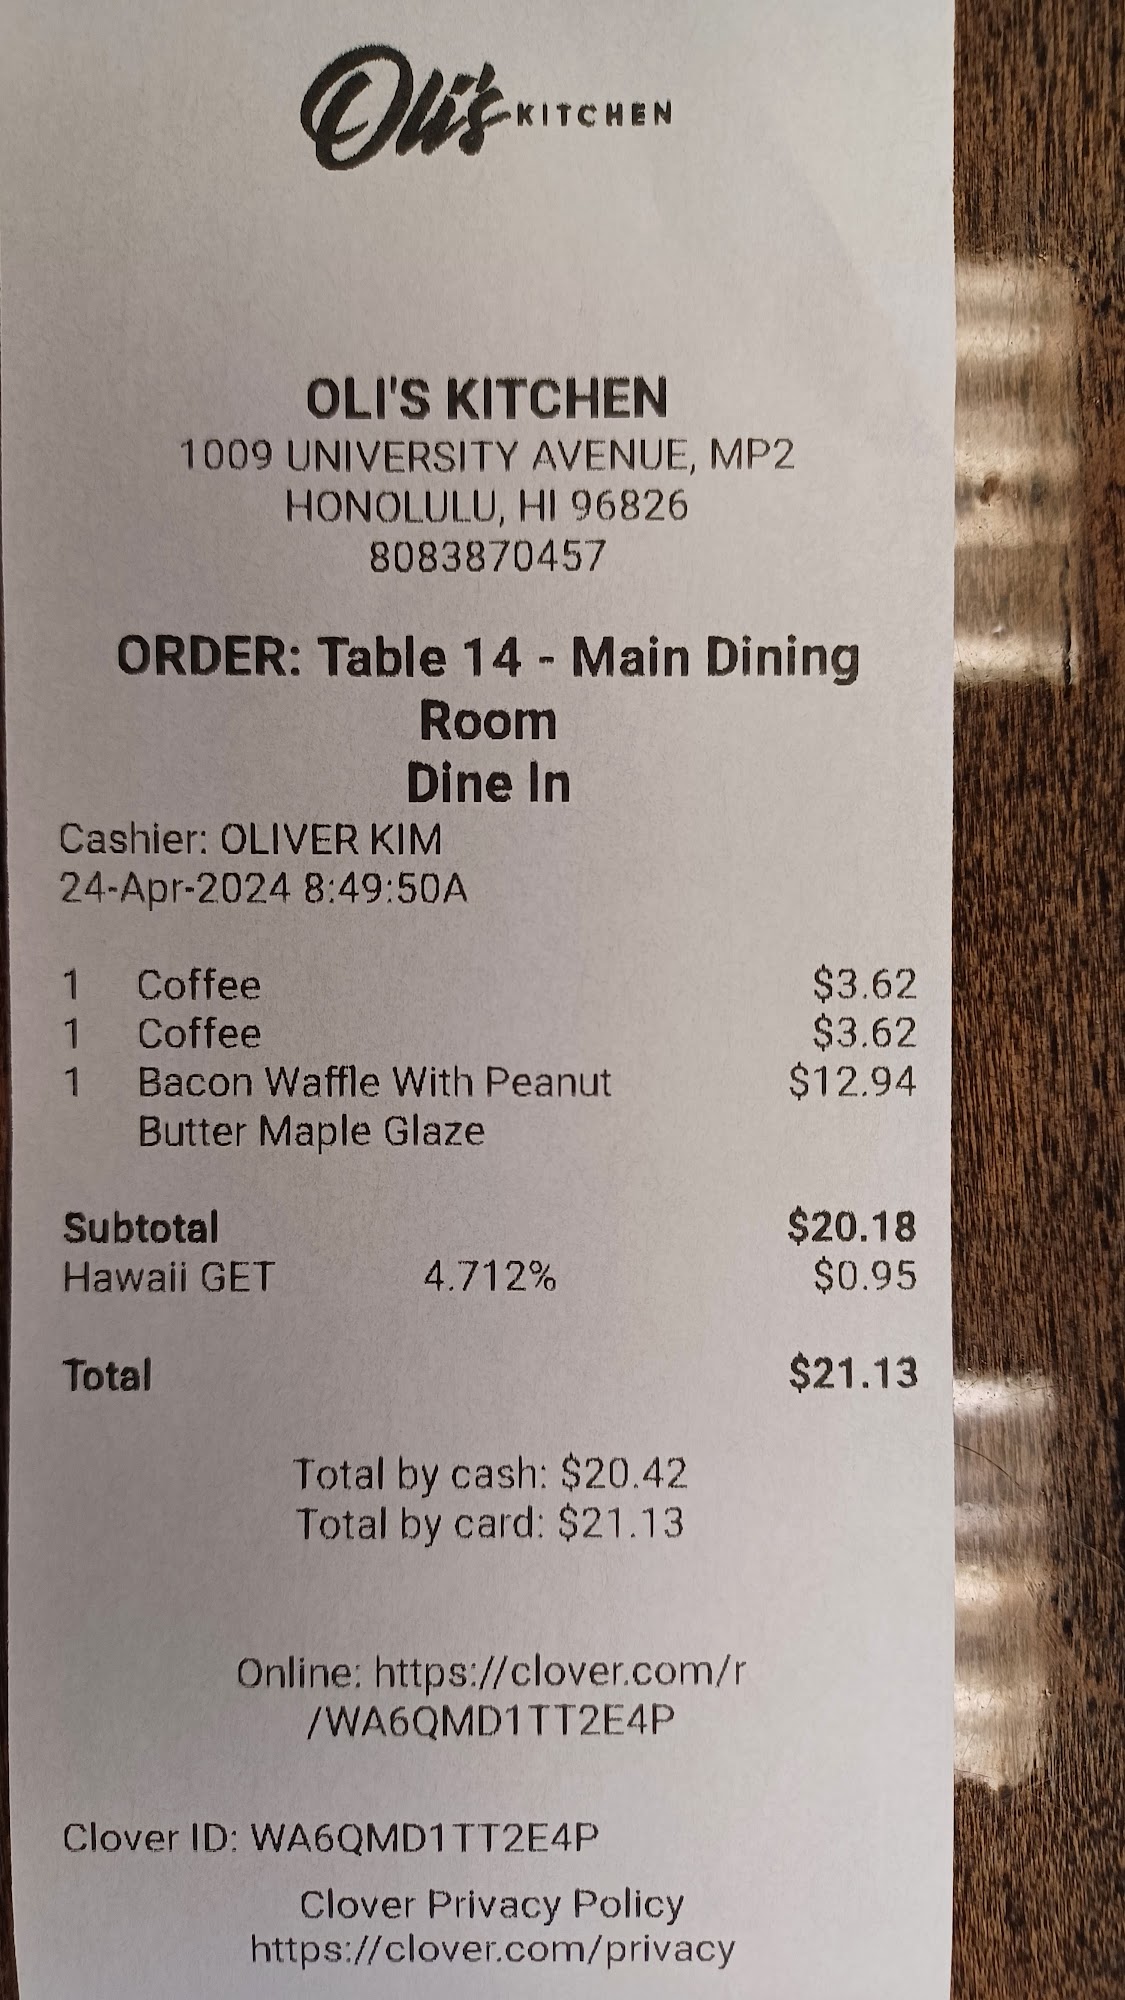 Oli's KITCHEN
OLI'S KITCHEN
1009 UNIVERSITY AVENUE, MP2
HONOLULU, HI 96826
8083870457
ORDER: Table 14 - Main Dining
Room
Dine In
Cashier: OLIVER KIM
24-Apr-2024 8:49:50A
1 Coffee $3.62
1 Coffee $3.62
1 Bacon Waffle With Peanut $12.94
Butter Maple Glaze
Subtotal $20.18
Hawaii GET 4.712% $0.95
Total $21.13
Total by cash: $20.42
Total by card: $21.13
Online: https://clover.com/r
/WA6QMD1TT2E4P
Clover ID: WA6QMD1TT2E4P
Clover Privacy Policy
https://clover.com/privacy